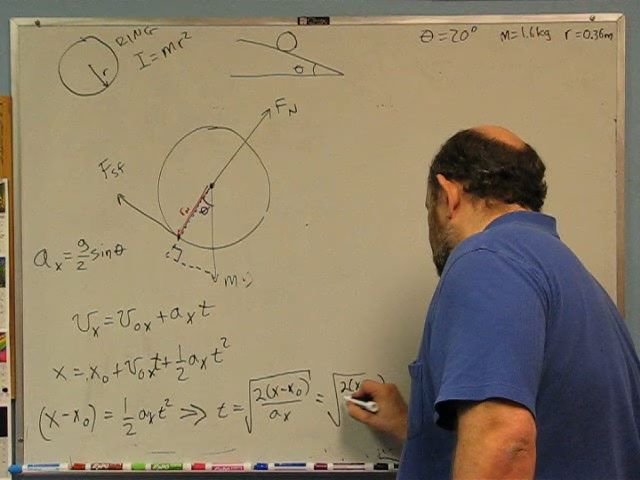 RING
I = mr²
r
θ
θ = 20° m = 1.6kg r = 0.36m
F_N
F_SF
θ
a_x = g/2 sinθ
v_x = v_0x + a_x t
x = x_0 + v_0x t + 1/2 a_x t²
(x - x_0) = 1/2 a_x t² ⇒ t = √(2(x-x_0)/a_x) = √(2(x